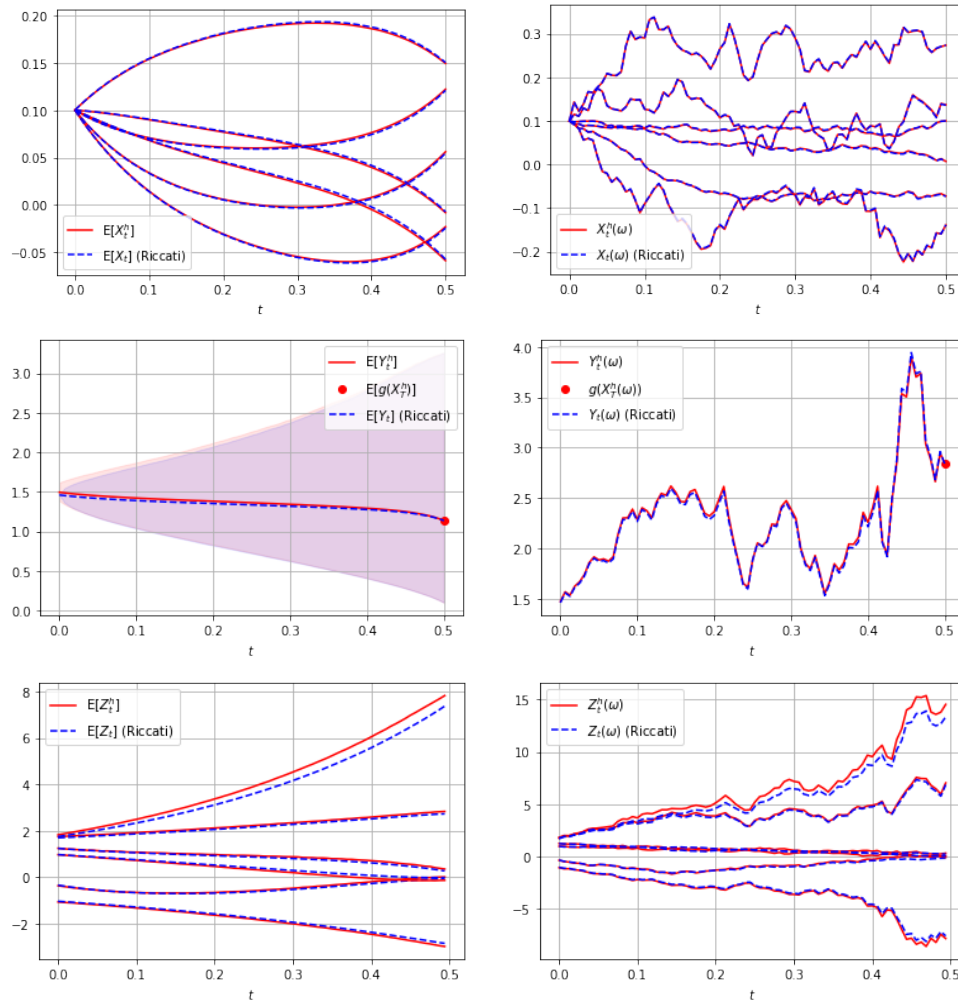 0.20
0.15
0.10
0.05
0.00
−0.05
E[X_t^h]
E[X_t] (Riccati)
0.0 0.1 0.2 0.3 0.4 0.5
t
0.3
0.2
0.1
0.0
−0.1
−0.2
X_t^h(ω)
X_t(ω) (Riccati)
0.0 0.1 0.2 0.3 0.4 0.5
t
3.0
2.5
2.0
1.5
1.0
0.5
0.0
E[Y_t^h]
E[g(X_T^h)]
E[Y_t] (Riccati)
0.0 0.1 0.2 0.3 0.4 0.5
t
4.0
3.5
3.0
2.5
2.0
1.5
Y_t^h(ω)
g(X_T^h(ω))
Y_t(ω) (Riccati)
0.0 0.1 0.2 0.3 0.4 0.5
t
8
6
4
2
0
−2
E[Z_t^h]
E[Z_t] (Riccati)
0.0 0.1 0.2 0.3 0.4 0.5
t
15
10
5
0
−5
Z_t^h(ω)
Z_t(ω) (Riccati)
0.0 0.1 0.2 0.3 0.4 0.5
t